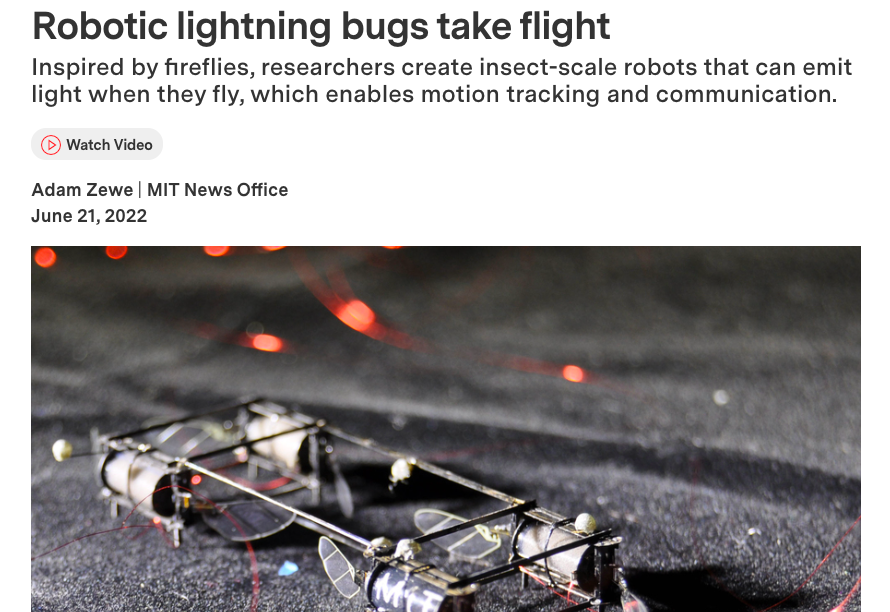 Robotic lightning bugs take flight
Inspired by fireflies, researchers create insect-scale robots that can emit
light when they fly, which enables motion tracking and communication.
Watch Video
Adam Zewe | MIT News Office
June 21, 2022
MIT